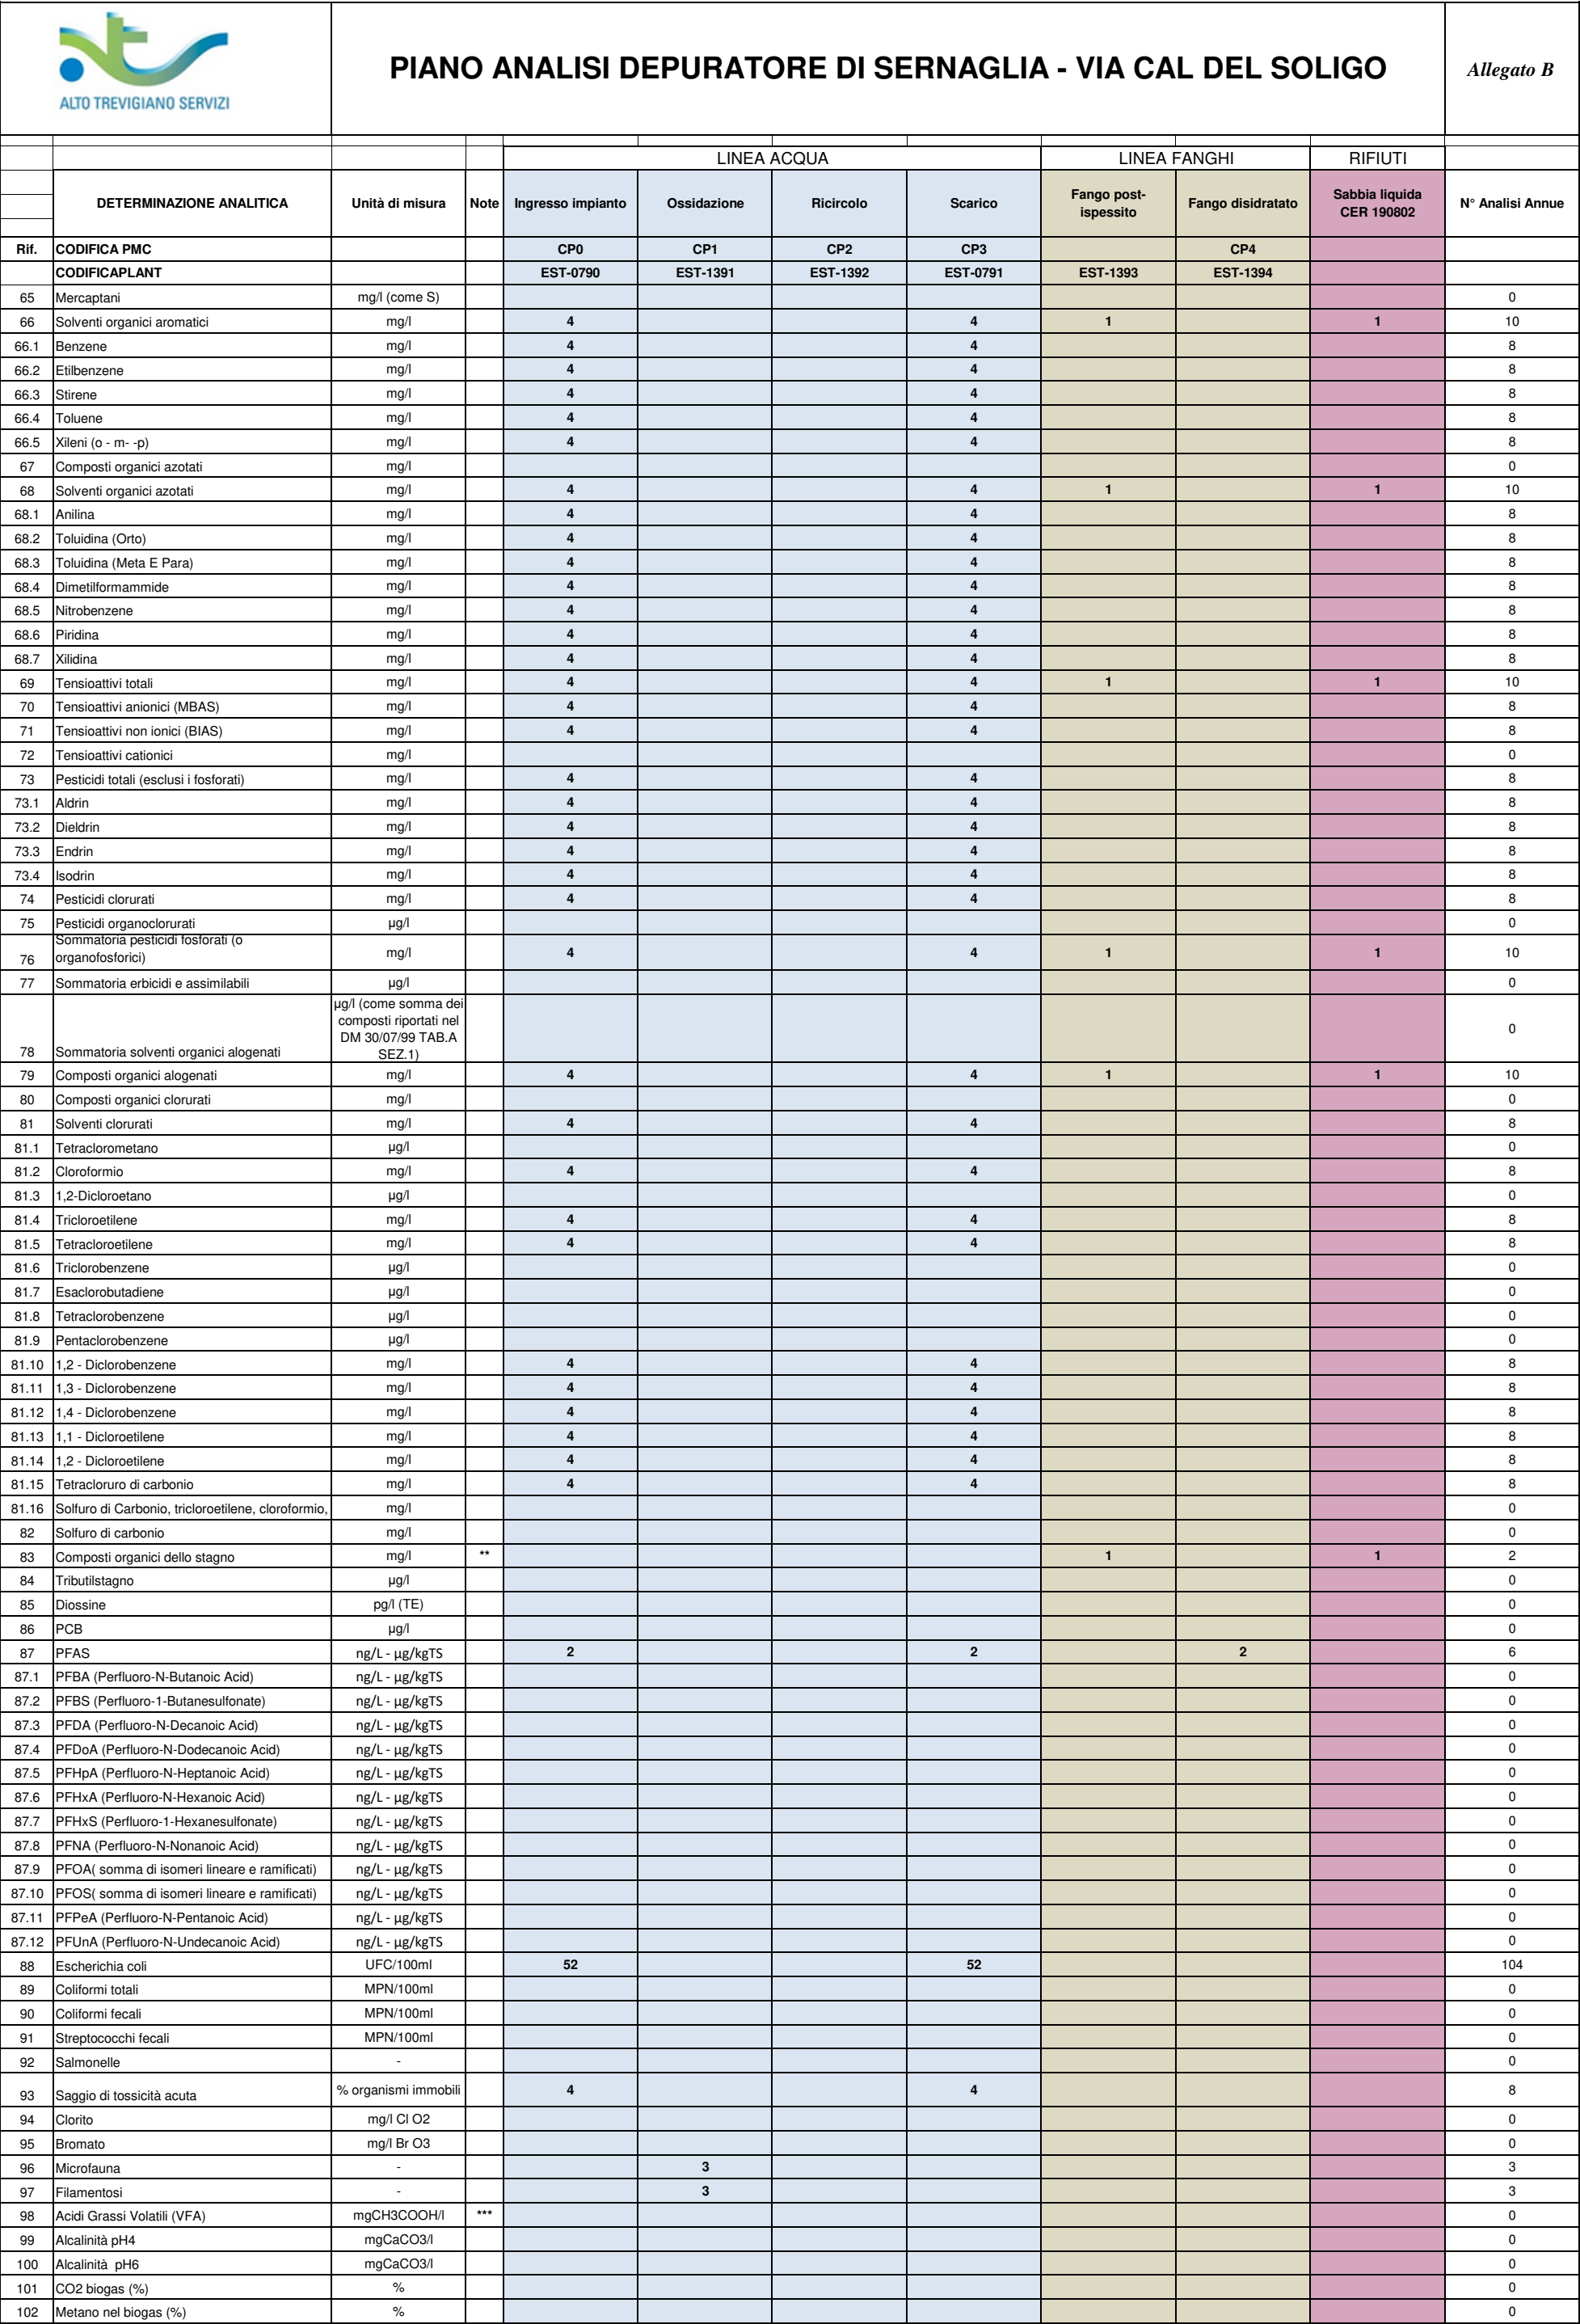 ALTO TREVIGIANO SERVIZI
PIANO ANALISI DEPURATORE DI SERNAGLIA - VIA CAL DEL SOLIGO
Allegato B
LINEA ACQUA LINEA FANGHI RIFIUTI
DETERMINAZIONE ANALITICA Unità di misura Note Ingresso impianto Ossidazione Ricircolo Scarico Fango post-ispessito Fango disidratato Sabbia liquida CER 190802 N° Analisi Annue
Rif. CODIFICA PMC CP0 CP1 CP2 CP3 CP4
CODIFICAPLANT EST-0790 EST-1391 EST-1392 EST-0791 EST-1393 EST-1394
65 Mercaptani mg/l (come S) 0
66 Solventi organici aromatici mg/l 4 4 1 1 10
66.1 Benzene mg/l 4 4 8
66.2 Etilbenzene mg/l 4 4 8
66.3 Stirene mg/l 4 4 8
66.4 Toluene mg/l 4 4 8
66.5 Xileni (o - m- -p) mg/l 4 4 8
67 Composti organici azotati mg/l 0
68 Solventi organici azotati mg/l 4 4 1 1 10
68.1 Anilina mg/l 4 4 8
68.2 Toluidina (Orto) mg/l 4 4 8
68.3 Toluidina (Meta E Para) mg/l 4 4 8
68.4 Dimetilformammide mg/l 4 4 8
68.5 Nitrobenzene mg/l 4 4 8
68.6 Piridina mg/l 4 4 8
68.7 Xilidina mg/l 4 4 8
69 Tensioattivi totali mg/l 4 4 1 1 10
70 Tensioattivi anionici (MBAS) mg/l 4 4 8
71 Tensioattivi non ionici (BIAS) mg/l 4 4 8
72 Tensioattivi cationici mg/l 0
73 Pesticidi totali (esclusi i fosforati) mg/l 4 4 8
73.1 Aldrin mg/l 4 4 8
73.2 Dieldrin mg/l 4 4 8
73.3 Endrin mg/l 4 4 8
73.4 Isodrin mg/l 4 4 8
74 Pesticidi clorurati mg/l 4 4 8
75 Pesticidi organoclorurati µg/l 0
76 Sommatoria pesticidi fosforati (o organofosforici) mg/l 4 4 1 1 10
77 Sommatoria erbicidi e assimilabili µg/l 0
78 Sommatoria solventi organici alogenati µg/l (come somma dei composti riportati nel DM 30/07/99 TAB.A SEZ.1) 0
79 Composti organici alogenati mg/l 4 4 1 1 10
80 Composti organici clorurati mg/l 0
81 Solventi clorurati mg/l 4 4 8
81.1 Tetraclorometano µg/l 0
81.2 Cloroformio mg/l 4 4 8
81.3 1,2-Dicloroetano µg/l 0
81.4 Tricloroetilene mg/l 4 4 8
81.5 Tetracloroetilene mg/l 4 4 8
81.6 Triclorobenzene µg/l 0
81.7 Esaclorobutadiene µg/l 0
81.8 Tetraclorobenzene µg/l 0
81.9 Pentaclorobenzene µg/l 0
81.10 1,2 - Diclorobenzene mg/l 4 4 8
81.11 1,3 - Diclorobenzene mg/l 4 4 8
81.12 1,4 - Diclorobenzene mg/l 4 4 8
81.13 1,1 - Dicloroetilene mg/l 4 4 8
81.14 1,2 - Dicloroetilene mg/l 4 4 8
81.15 Tetracloruro di carbonio mg/l 4 4 8
81.16 Solfuro di Carbonio, tricloroetilene, cloroformio, mg/l 0
82 Solfuro di carbonio mg/l 0
83 Composti organici dello stagno mg/l ** 1 1 2
84 Tributilstagno µg/l 0
85 Diossine pg/l (TE) 0
86 PCB µg/l 0
87 PFAS ng/L - µg/kgTS 2 2 2 6
87.1 PFBA (Perfluoro-N-Butanoic Acid) ng/L - µg/kgTS 0
87.2 PFBS (Perfluoro-1-Butanesulfonate) ng/L - µg/kgTS 0
87.3 PFDA (Perfluoro-N-Decanoic Acid) ng/L - µg/kgTS 0
87.4 PFDoA (Perfluoro-N-Dodecanoic Acid) ng/L - µg/kgTS 0
87.5 PFHpA (Perfluoro-N-Heptanoic Acid) ng/L - µg/kgTS 0
87.6 PFHxA (Perfluoro-N-Hexanoic Acid) ng/L - µg/kgTS 0
87.7 PFHxS (Perfluoro-1-Hexanesulfonate) ng/L - µg/kgTS 0
87.8 PFNA (Perfluoro-N-Nonanoic Acid) ng/L - µg/kgTS 0
87.9 PFOA( somma di isomeri lineare e ramificati) ng/L - µg/kgTS 0
87.10 PFOS( somma di isomeri lineare e ramificati) ng/L - µg/kgTS 0
87.11 PFPeA (Perfluoro-N-Pentanoic Acid) ng/L - µg/kgTS 0
87.12 PFUnA (Perfluoro-N-Undecanoic Acid) ng/L - µg/kgTS 0
88 Escherichia coli UFC/100ml 52 52 104
89 Coliformi totali MPN/100ml 0
90 Coliformi fecali MPN/100ml 0
91 Streptococchi fecali MPN/100ml 0
92 Salmonelle - 0
93 Saggio di tossicità acuta % organismi immobili 4 4 8
94 Clorito mg/l Cl O2 0
95 Bromato mg/l Br O3 0
96 Microfauna - 3 3
97 Filamentosi - 3 3
98 Acidi Grassi Volatili (VFA) mgCH3COOH/l *** 0
99 Alcalinità pH4 mgCaCO3/l 0
100 Alcalinità pH6 mgCaCO3/l 0
101 CO2 biogas (%) % 0
102 Metano nel biogas (%) % 0